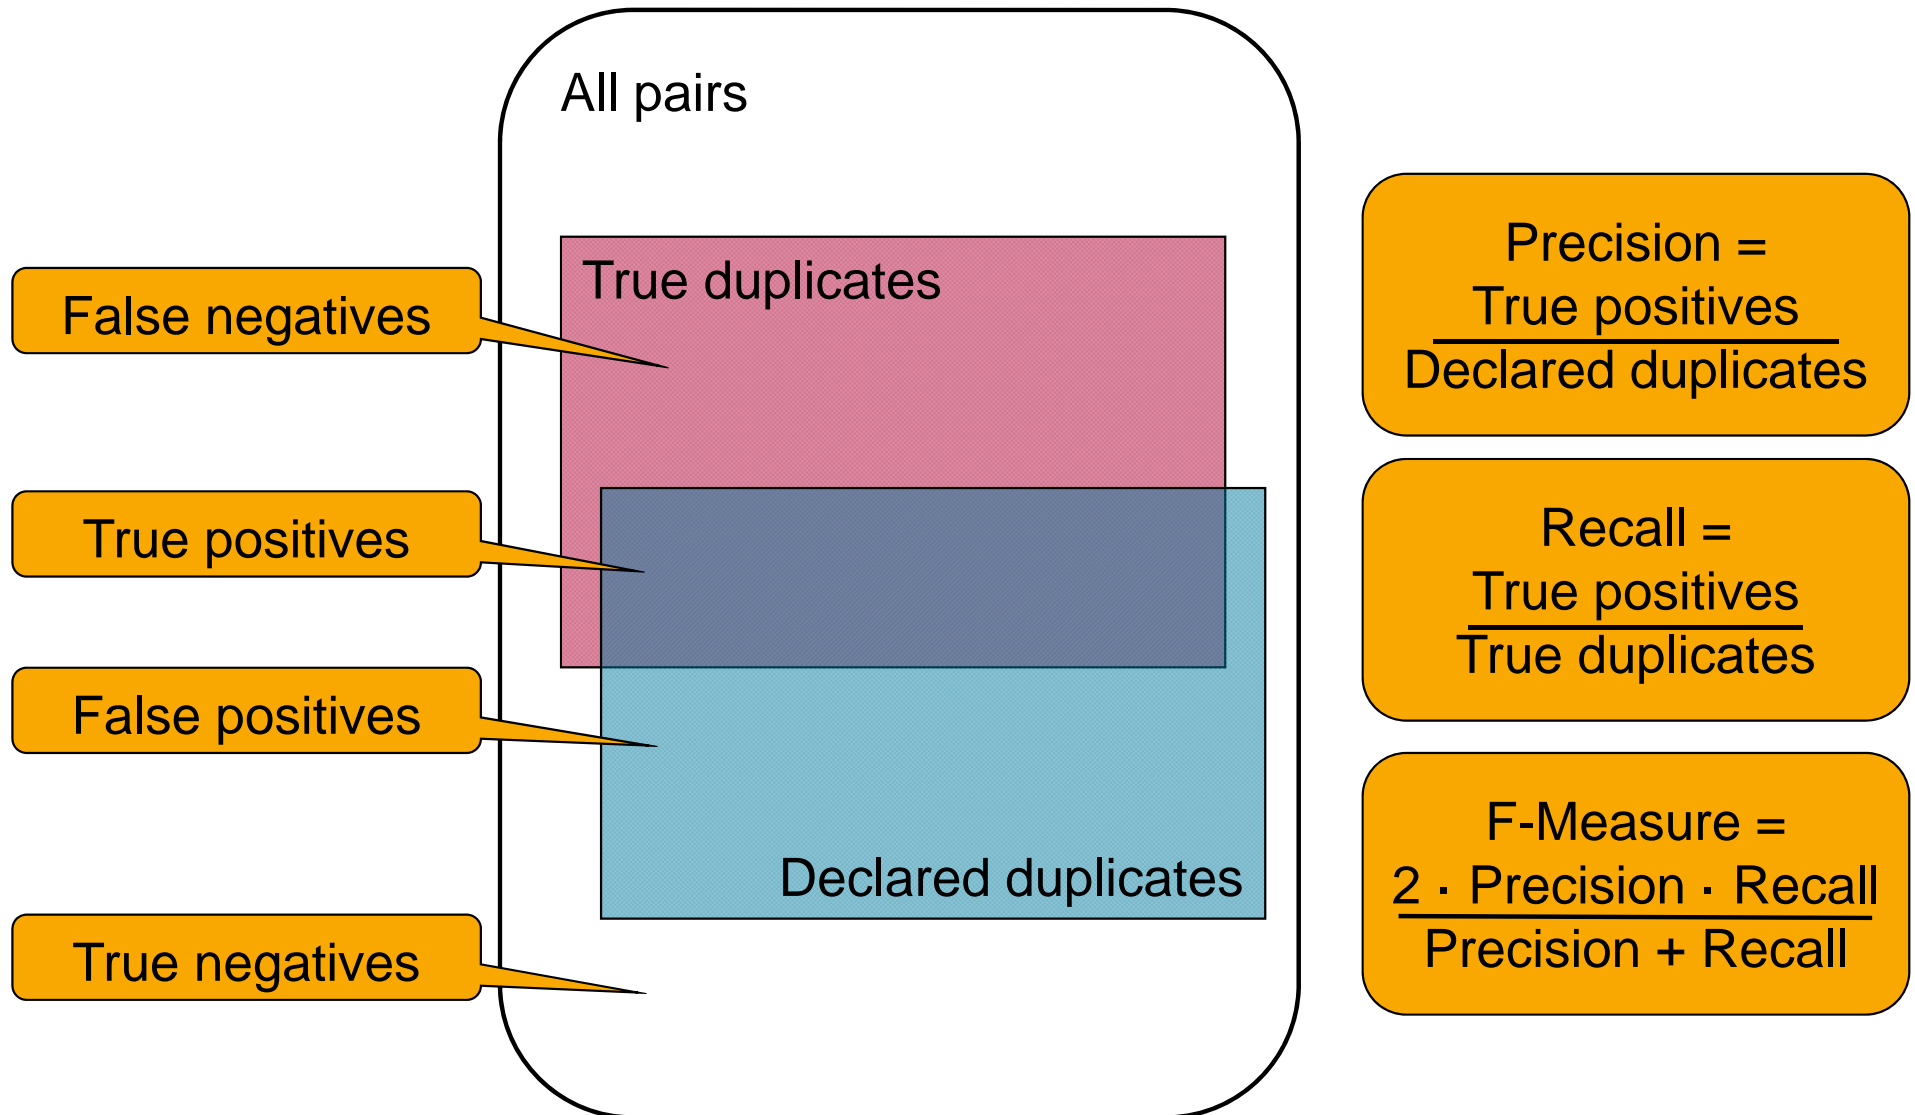 All pairs
True duplicates
False negatives
True positives
False positives
Declared duplicates
True negatives
Precision =
True positives
Declared duplicates
Recall =
True positives
True duplicates
F-Measure =
2 · Precision · Recall
Precision + Recall